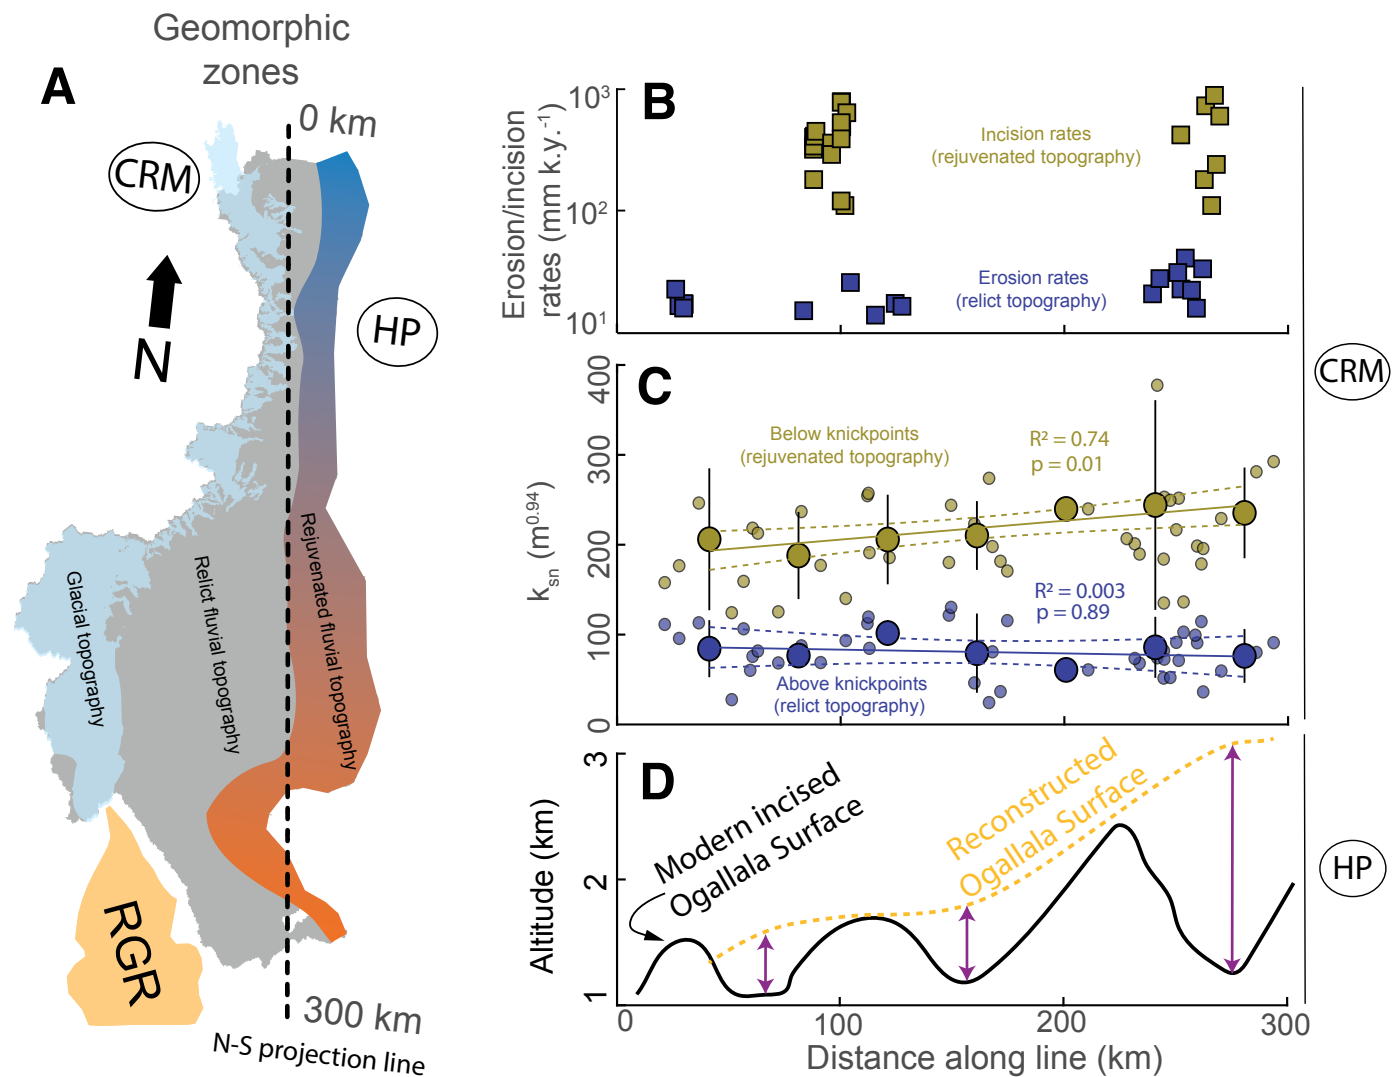 Geomorphic
zones
A
0 km
CRM
N
HP
Glacial topography
Relict fluvial topography
Rejuvenated fluvial topography
RGR
300 km
N-S projection line
B
Erosion/incision
rates (mm k.y.⁻¹)
10³
10²
10¹
Incision rates
(rejuvenated topography)
Erosion rates
(relict topography)
CRM
C
kₛₙ (m⁰·⁹⁴)
400
300
200
100
0
Below knickpoints
(rejuvenated topography)
R² = 0.74
p = 0.01
R² = 0.003
p = 0.89
Above knickpoints
(relict topography)
D
Altitude (km)
3
2
1
Modern incised
Ogallala Surface
Reconstructed
Ogallala Surface
HP
0
100
200
300
Distance along line (km)